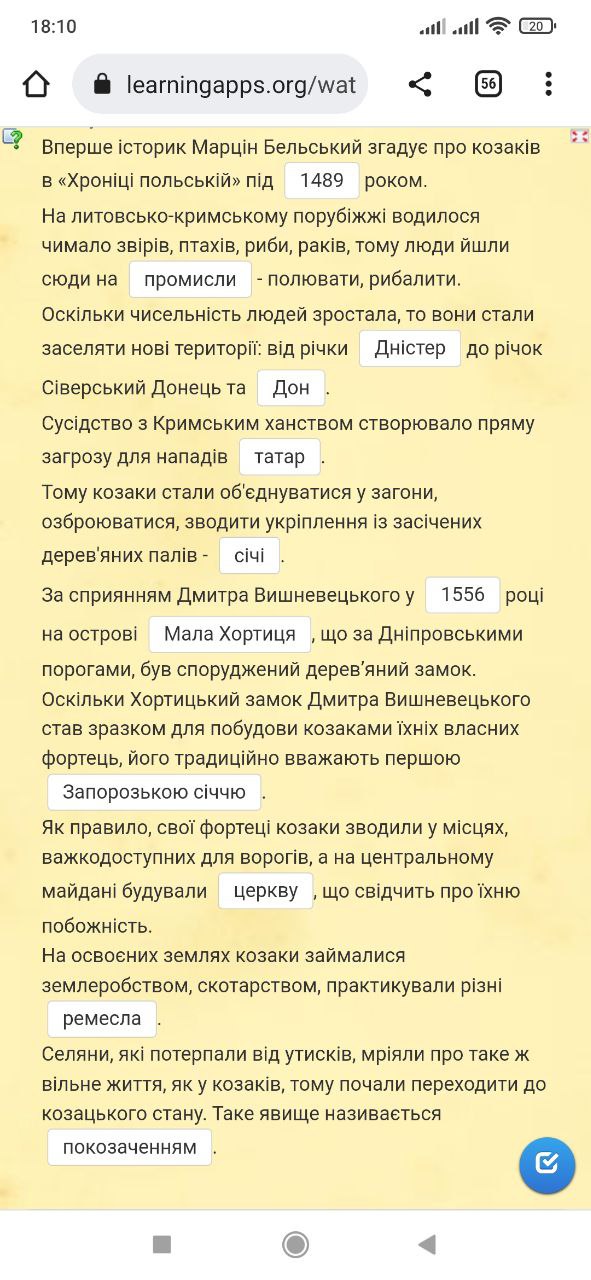 18:10
20
learningapps.org/wat
56
Вперше історик Марцін Бельський згадує про козаків
в «Хроніці польській» під 1489 роком.
На литовсько-кримському порубіжжі водилося
чимало звірів, птахів, риби, раків, тому люди йшли
сюди на промисли - полювати, рибалити.
Оскільки чисельність людей зростала, то вони стали
заселяти нові території: від річки Дністер до річок
Сіверський Донець та Дон .
Сусідство з Кримським ханством створювало пряму
загрозу для нападів татар .
Тому козаки стали об'єднуватися у загони,
озброюватися, зводити укріплення із засічених
дерев'яних палів - січі .
За сприянням Дмитра Вишневецького у 1556 році
на острові Мала Хортиця , що за Дніпровськими
порогами, був споруджений дерев’яний замок.
Оскільки Хортицький замок Дмитра Вишневецького
став зразком для побудови козаками їхніх власних
фортець, його традиційно вважають першою
Запорозькою січчю .
Як правило, свої фортеці козаки зводили у місцях,
важкодоступних для ворогів, а на центральному
майдані будували церкву , що свідчить про їхню
побожність.
На освоєних землях козаки займалися
землеробством, скотарством, практикували різні
ремесла .
Селяни, які потерпали від утисків, мріяли про таке ж
вільне життя, як у козаків, тому почали переходити до
козацького стану. Таке явище називається
покозаченням .